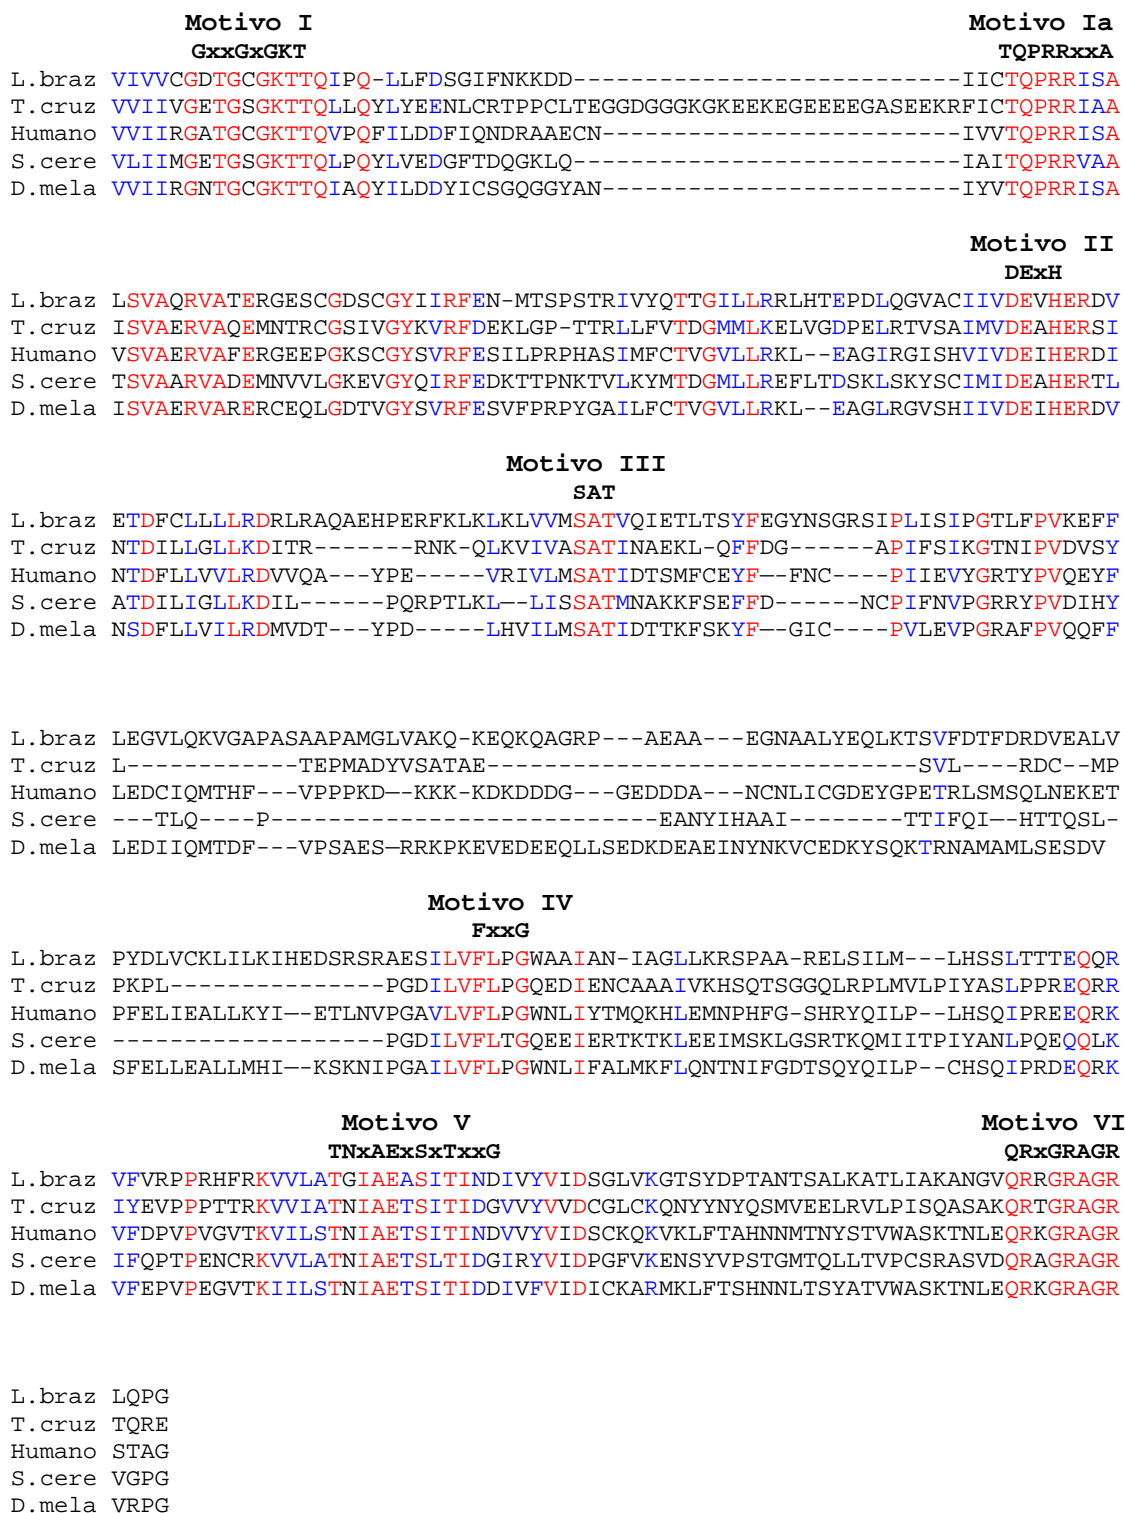 Motivo I Motivo Ia
GxxGxGKT TQPRRxxA
L.braz VIVVCGDTGCGKTTQIPQ-LLFDSGIFNKKDD---------------------------IICTQPRRISA
T.cruz VVIIVGETGSGKTTQLLQYLYEENLCRTPPCLTEGGDGGGKGKEEKEGEEEEGASEEKRFICTQPRRIAA
Humano VVIIRGATGCGKTTQVPQFILDDFIQNDRAAECN-------------------------IVVTQPRRISA
S.cere VLIIMGETGSGKTTQLPQYLVEDGFTDQGKLQ---------------------------IAITQPRRVAA
D.mela VVIIRGNTGCGKTTQIAQYILDDYICSGQGGYAN-------------------------IYVTQPRRISA
Motivo II
DExH
L.braz LSVAQRVATERGESCGDSCGYIIRFEN-MTSPSTRIVYQTTGILLRRLHTEPDLQGVACIIVDEVHERDV
T.cruz ISVAERVAQEMNTRCGSIVGYKVRFDEKLGP-TTRLLFVTDGMMLKELVGDPELRTVSAIMVDEAHERSI
Humano VSVAERVAFERGEEPGKSCGYSVRFESILPRPHASIMFCTVGVLLRKL--EAGIRGISHVIVDEIHERDI
S.cere TSVAARVADEMNVVLGKEVGYQIRFEDKTTPNKTVLKYMTDGMLLREFLTDSKLSKYSCIMIDEAHERTL
D.mela ISVAERVARERCEQLGDTVGYSVRFESVFPRPYGAILFCTVGVLLRKL--EAGLRGVSHIIVDEIHERDV
Motivo III
SAT
L.braz ETDFCLLLLRDRLRAQAEHPERFKLKLKLVVMSATVQIETLTSYFEGYNSGRSIPLISIPGTLFPVKEFF
T.cruz NTDILLGLLKDITR-------RNK-QLKVIVASATINAEKL-QFFDG------APIFSIKGTNIPVDVSY
Humano NTDFLLVVLRDVVQA---YPE-----VRIVLMSATIDTSMFCEYF—-FNC----PIIEVYGRTYPVQEYF
S.cere ATDILIGLLKDIL------PQRPTLKL—-LISSATMNAKKFSEFFD------NCPIFNVPGRRYPVDIHY
D.mela NSDFLLVILRDMVDT---YPD-----LHVILMSATIDTTKFSKYF—-GIC----PVLEVPGRAFPVQQFF
L.braz LEGVLQKVGAPASAAPAMGLVAKQ-KEQKQAGRP---AEAA---EGNAALYEQLKTSVFDTFDRDVEALV
T.cruz L------------TEPMADYVSATAE------------------------------SVL----RDC--MP
Humano LEDCIQMTHF---VPPPKD—-KKK-KDKDDDG---GEDDDA---NCNLICGDEYGPETRLSMSQLNEKET
S.cere ---TLQ----P---------------------------EANYIHAAI--------TTIFQI—-HTTQSL-
D.mela LEDIIQMTDF---VPSAES—RRKPKEVEDEEQLLSEDKDEAEINYNKVCEDKYSQKTRNAMAMLSESDV
Motivo IV
FxxG
L.braz PYDLVCKLILKIHEDSRSRAESILVFLPGWAAIAN-IAGLLKRSPAA-RELSILM---LHSSLTTTEQQR
T.cruz PKPL---------------PGDILVFLPGQEDIENCAAAIVKHSQTSGGQLRPLMVLPIYASLPPREQRR
Humano PFELIEALLKYI—-ETLNVPGAVLVFLPGWNLIYTMQKHLEMNPHFG-SHRYQILP--LHSQIPREEQRK
S.cere -------------------PGDILVFLTGQEEIERTKTKLEEIMSKLGSRTKQMIITPIYANLPQEQQLK
D.mela SFELLEALLMHI—-KSKNIPGAILVFLPGWNLIFALMKFLQNTNIFGDTSQYQILP--CHSQIPRDEQRK
Motivo V Motivo VI
TNxAExSxTxxG QRxGRAGR
L.braz VFVRPPRHFRKVVLATGIAEASITINDIVYVIDSGLVKGTSYDPTANTSALKATLIAKANGVQRRGRAGR
T.cruz IYEVPPPTTRKVVIATNIAETSITIDGVVYVVDCGLCKQNYYNYQSMVEELRVLPISQASAKQRTGRAGR
Humano VFDPVPVGVTKVILSTNIAETSITINDVVYVIDSCKQKVKLFTAHNNMTNYSTVWASKTNLEQRKGRAGR
S.cere IFQPTPENCRKVVLATNIAETSLTIDGIRYVIDPGFVKENSYVPSTGMTQLLTVPCSRASVDQRAGRAGR
D.mela VFEPVPEGVTKIILSTNIAETSITIDDIVFVIDICKARMKLFTSHNNLTSYATVWASKTNLEQRKGRAGR
L.braz LQPG
T.cruz TQRE
Humano STAG
S.cere VGPG
D.mela VRPG